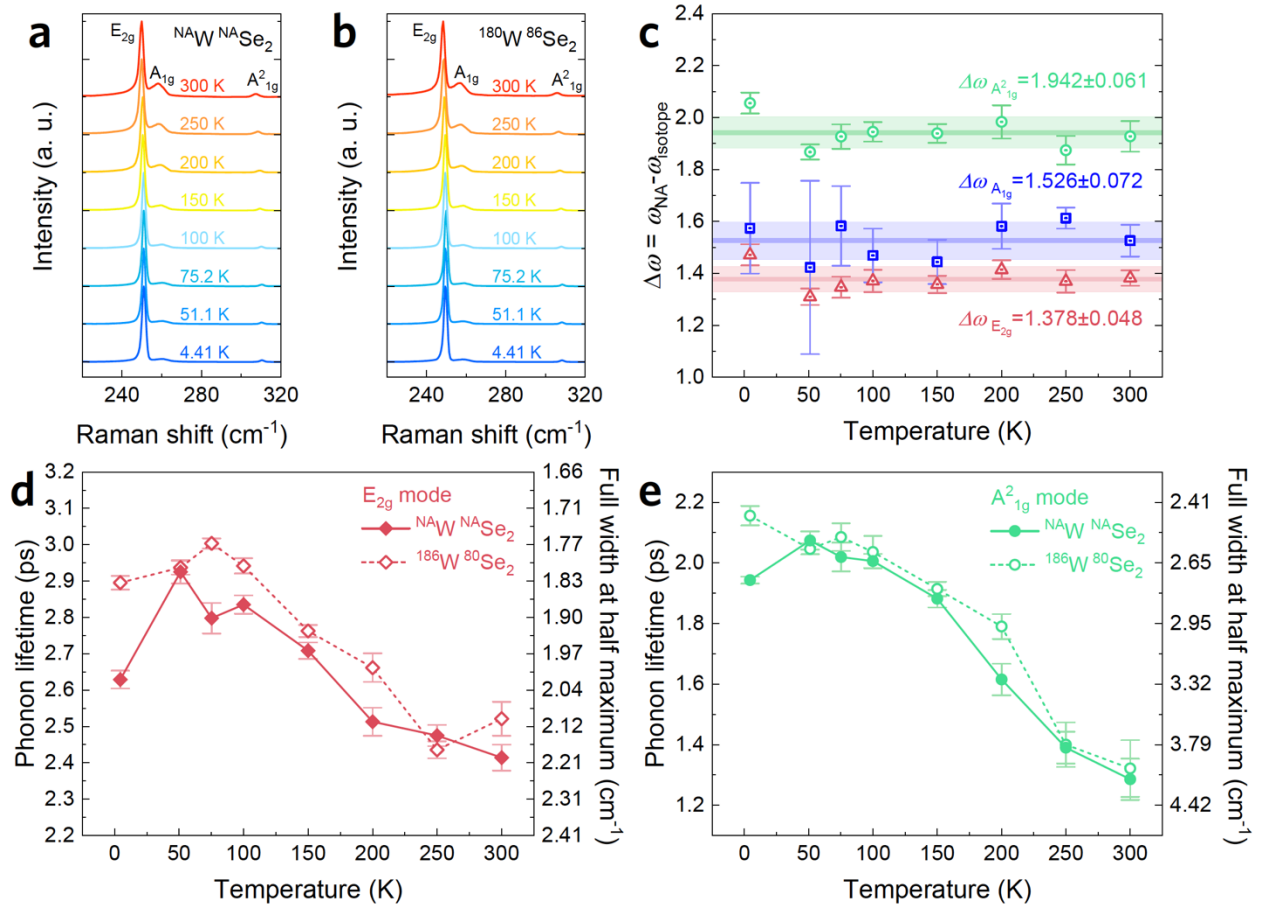 a
E2g
NAW NASe2
A1g
A21g
300 K
250 K
200 K
150 K
100 K
75.2 K
51.1 K
4.41 K
Intensity (a. u.)
240 260 280 300 320
Raman shift (cm-1)
b
E2g
180W 86Se2
A1g
A21g
300 K
250 K
200 K
150 K
100 K
75.2 K
51.1 K
4.41 K
Intensity (a. u.)
240 260 280 300 320
Raman shift (cm-1)
c
Δω = ωNA-ωIsotope
2.4
2.2
2.0
1.8
1.6
1.4
1.2
1.0
Δω A21g=1.942±0.061
Δω A1g=1.526±0.072
Δω E2g=1.378±0.048
0 50 100 150 200 250 300
Temperature (K)
d
Phonon lifetime (ps)
3.2
3.1
3.0
2.9
2.8
2.7
2.6
2.5
2.4
2.3
2.2
E2g mode
NAW NASe2
186W 80Se2
1.66
1.71
1.77
1.83
1.90
1.97
2.04
2.12
2.21
2.31
2.41
Full width at half maximum (cm-1)
0 50 100 150 200 250 300
Temperature (K)
e
Phonon lifetime (ps)
2.2
2.0
1.8
1.6
1.4
1.2
A21g mode
NAW NASe2
186W 80Se2
2.41
2.65
2.95
3.32
3.79
4.42
Full width at half maximum (cm-1)
0 50 100 150 200 250 300
Temperature (K)